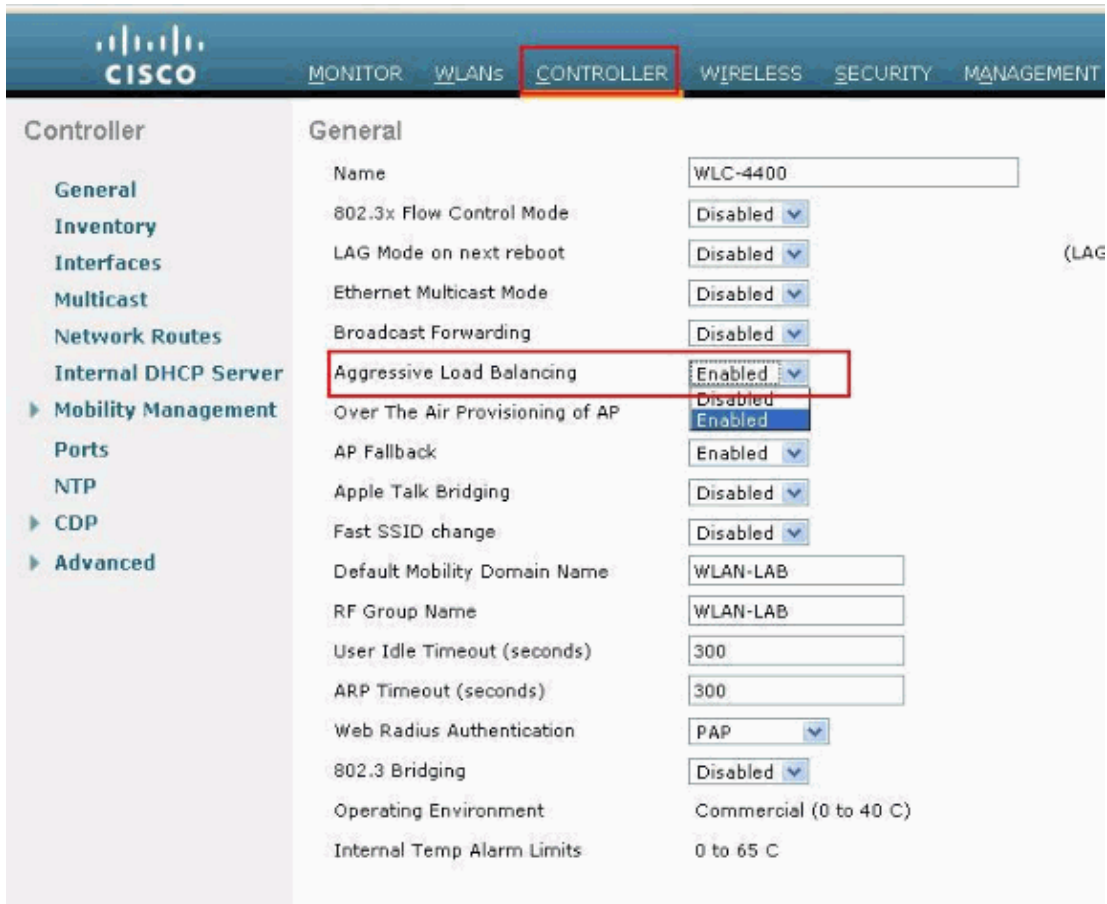 CISCO
MONITOR WLANs CONTROLLER WIRELESS SECURITY MANAGEMENT
Controller
General
Inventory
Interfaces
Multicast
Network Routes
Internal DHCP Server
Mobility Management
Ports
NTP
CDP
Advanced
General
Name WLC-4400
802.3x Flow Control Mode Disabled
LAG Mode on next reboot Disabled (LAG
Ethernet Multicast Mode Disabled
Broadcast Forwarding Disabled
Aggressive Load Balancing Enabled
Disabled
Over The Air Provisioning of AP Enabled
AP Fallback Enabled
Apple Talk Bridging Disabled
Fast SSID change Disabled
Default Mobility Domain Name WLAN-LAB
RF Group Name WLAN-LAB
User Idle Timeout (seconds) 300
ARP Timeout (seconds) 300
Web Radius Authentication PAP
802.3 Bridging Disabled
Operating Environment Commercial (0 to 40 C)
Internal Temp Alarm Limits 0 to 65 C